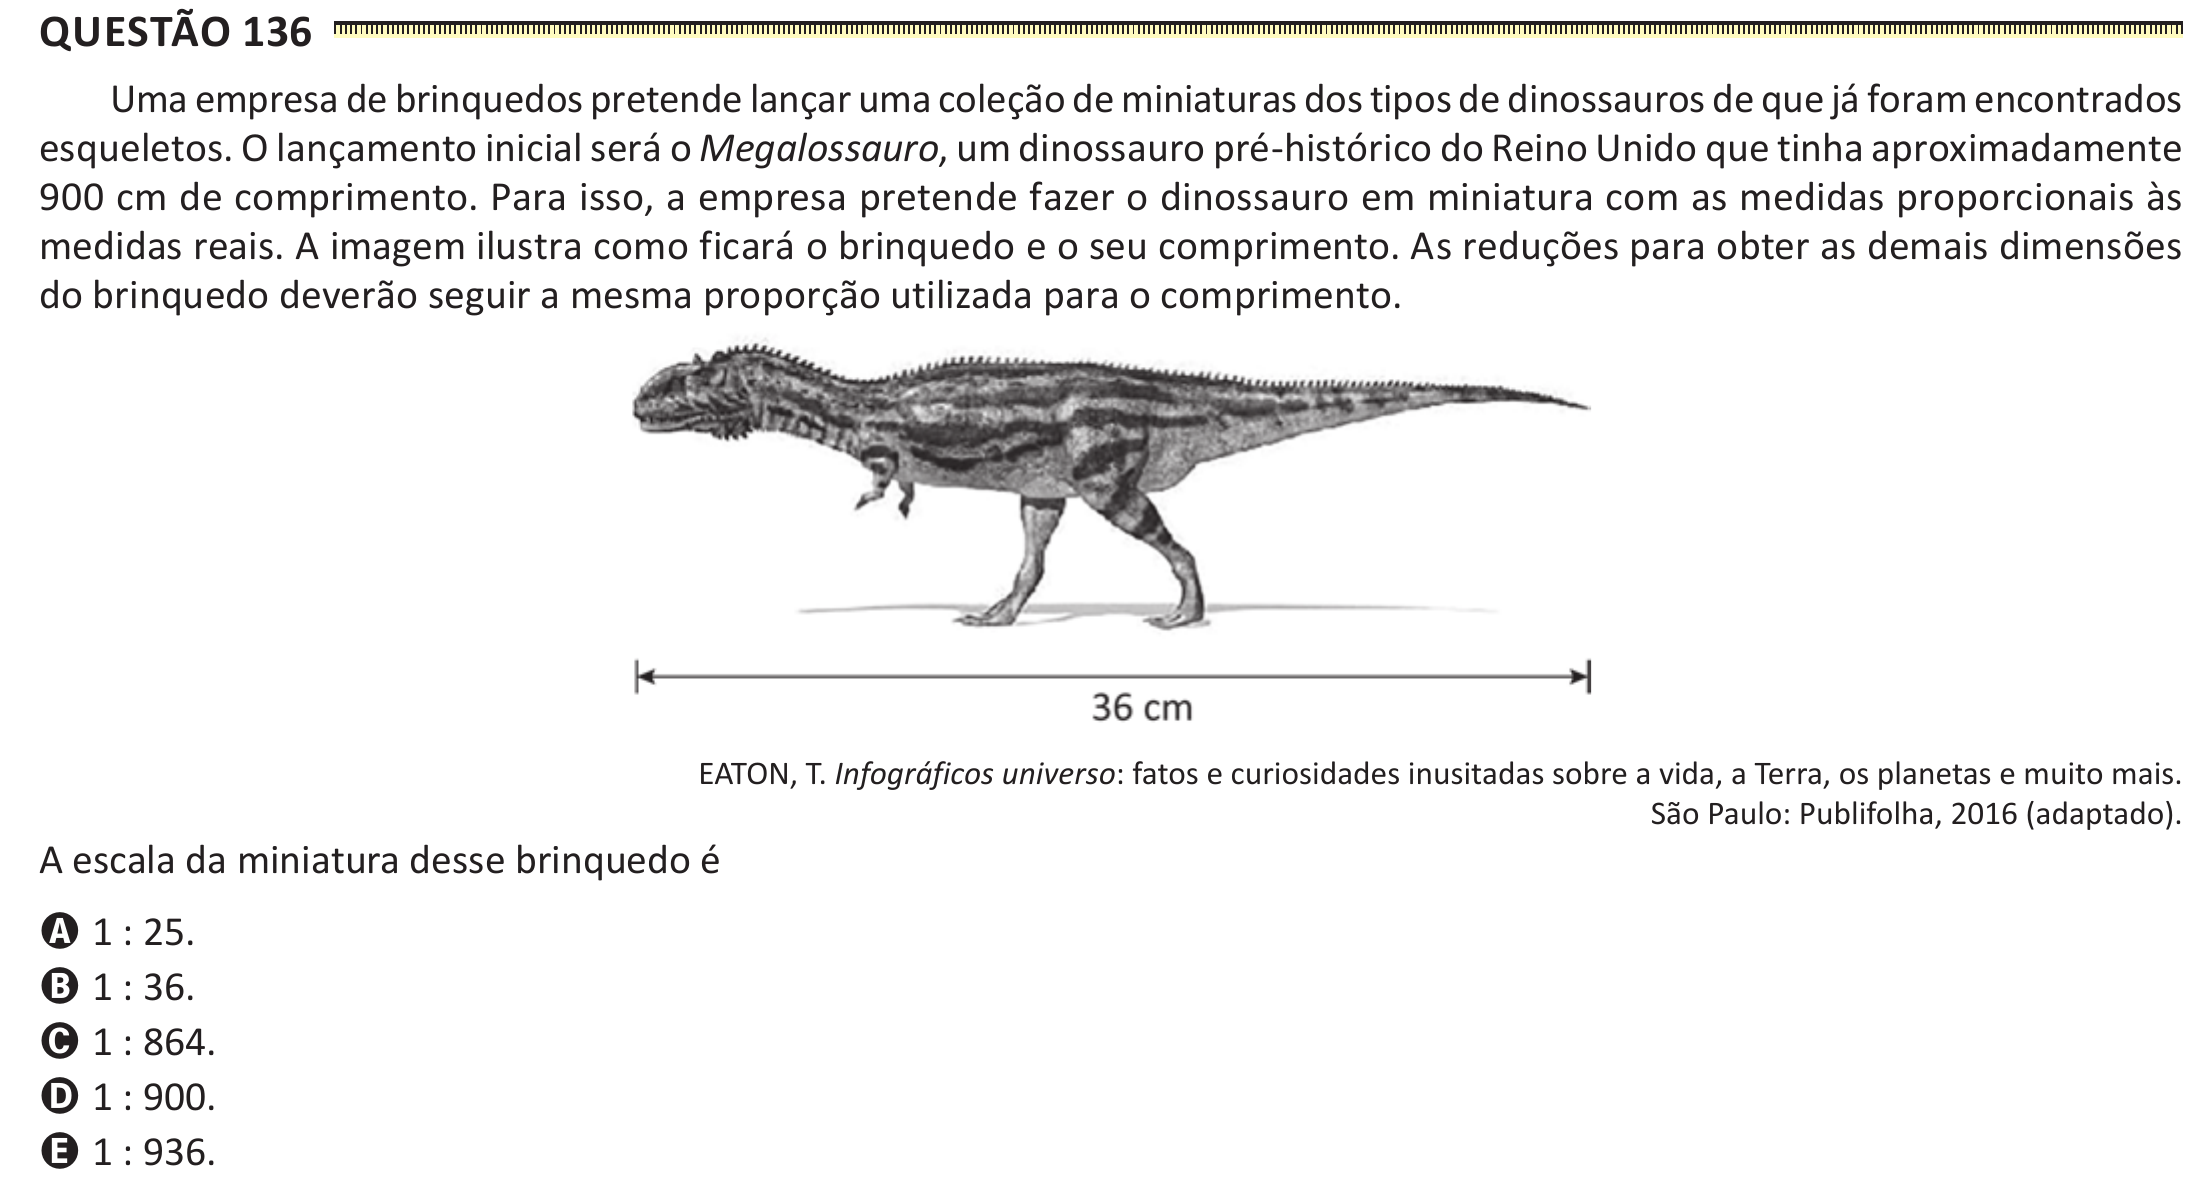 QUESTÃO 136
Uma empresa de brinquedos pretende lançar uma coleção de miniaturas dos tipos de dinossauros de que já foram encontrados
esqueletos. O lançamento inicial será o Megalossauro, um dinossauro pré-histórico do Reino Unido que tinha aproximadamente
900 cm de comprimento. Para isso, a empresa pretende fazer o dinossauro em miniatura com as medidas proporcionais às
medidas reais. A imagem ilustra como ficará o brinquedo e o seu comprimento. As reduções para obter as demais dimensões
do brinquedo deverão seguir a mesma proporção utilizada para o comprimento.
36 cm
EATON, T. Infográficos universo: fatos e curiosidades inusitadas sobre a vida, a Terra, os planetas e muito mais.
São Paulo: Publifolha, 2016 (adaptado).
A escala da miniatura desse brinquedo é
A 1 : 25.
B 1 : 36.
C 1 : 864.
D 1 : 900.
E 1 : 936.